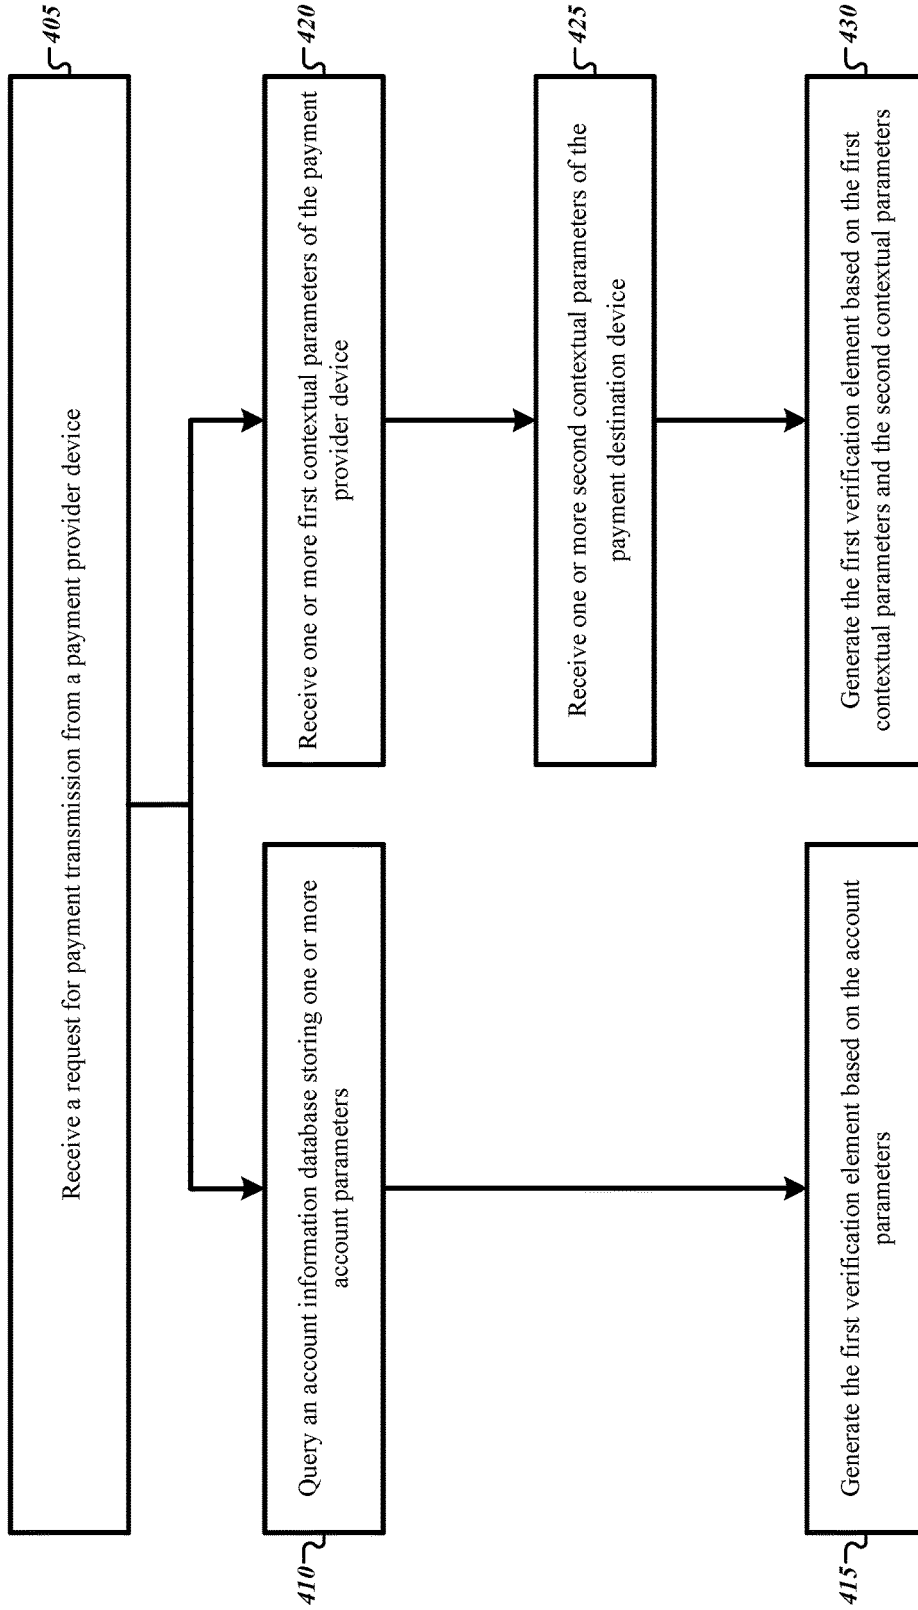 405
Receive a request for payment transmission from a payment provider device
410
Query an account information database storing one or more
account parameters
420
Receive one or more first contextual parameters of the payment
provider device
425
Receive one or more second contextual parameters of the
payment destination device
415
Generate the first verification element based on the account
parameters
430
Generate the first verification element based on the first
contextual parameters and the second contextual parameters